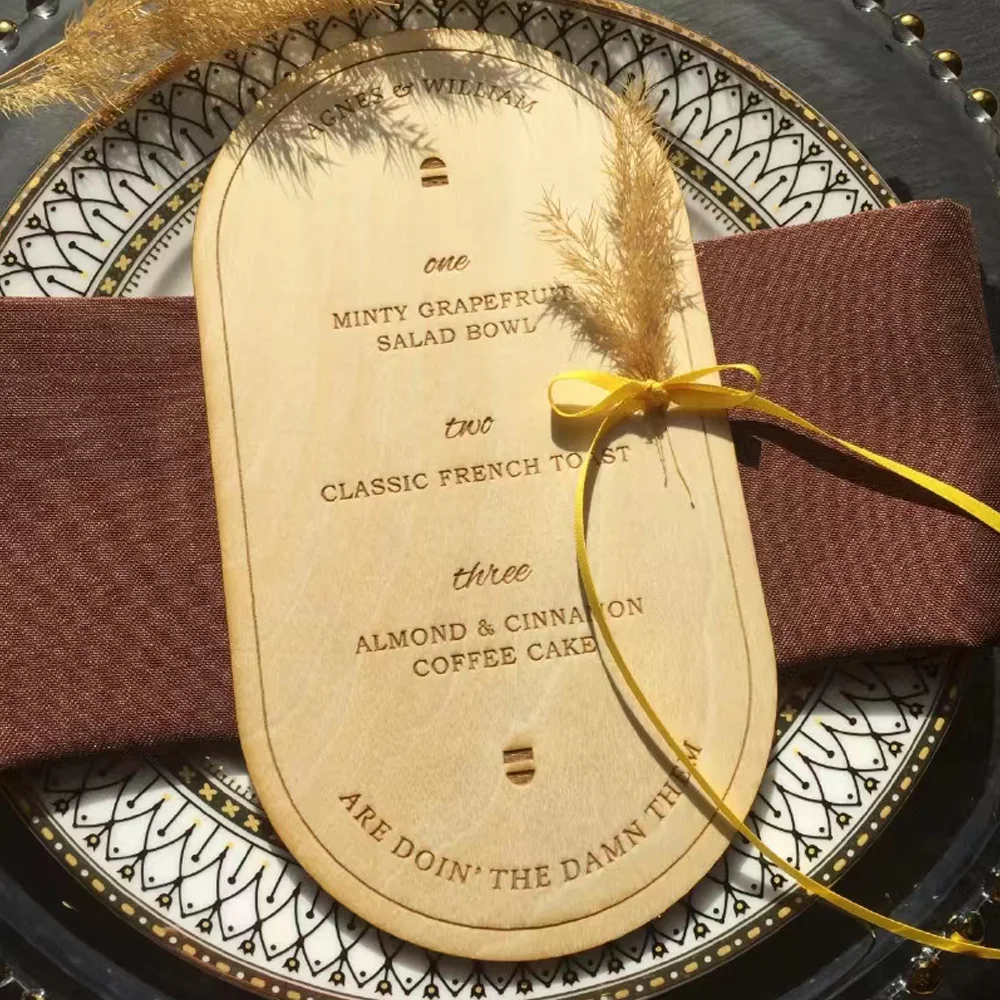 AGNES & WILLIAM
one
MINTY GRAPEFRUIT
SALAD BOWL
two
CLASSIC FRENCH TOAST
three
ALMOND & CINNAMON
COFFEE CAKE
ARE DOIN' THE DAMN THEM